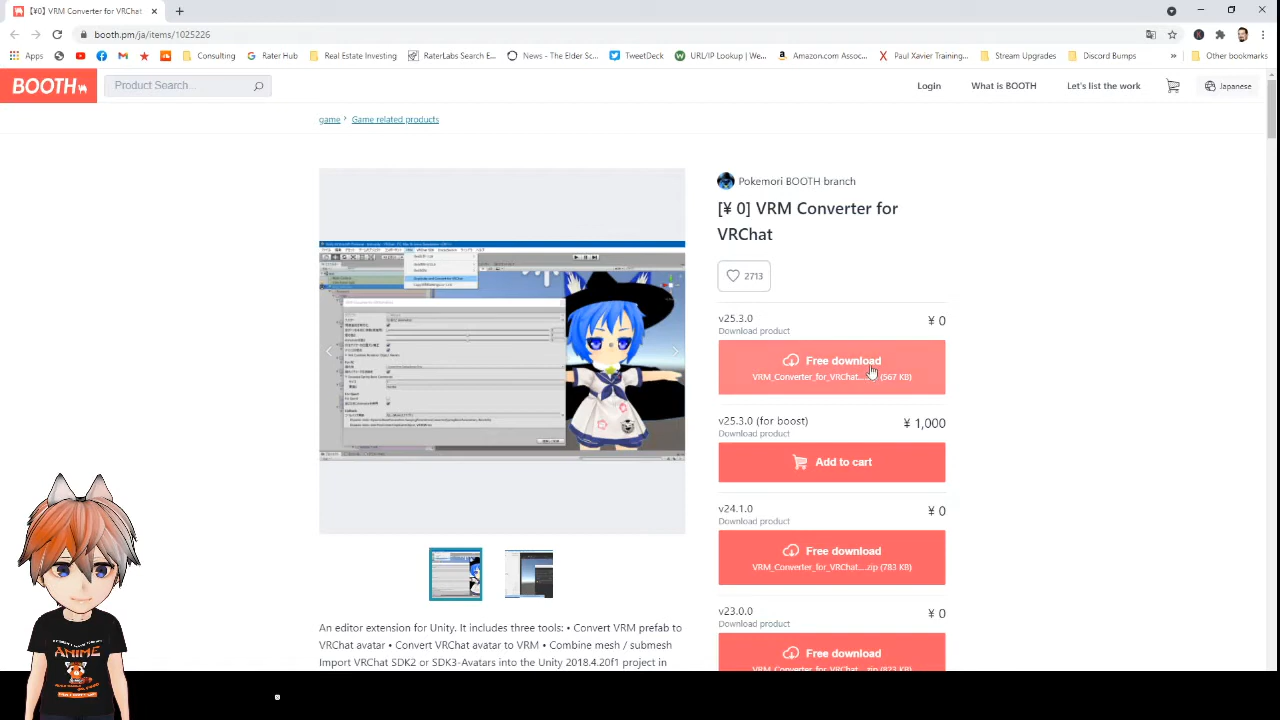 [¥0] VRM Converter for VRChat
booth.pm/ja/items/1025226
Apps
Consulting
Rater Hub
Real Estate Investing
RaterLabs Search E...
News - The Elder Sc...
TweetDeck
URL/IP Lookup | W...
Amazon.com Assoc...
Paul Xavier Training...
Stream Upgrades
Discord Bumps
»
Other bookmarks
BOOTH
Product Search...
Login
What is BOOTH
Let's list the work
Japanese
game
Game related products
Pokemori BOOTH branch
[¥ 0] VRM Converter for
VRChat
2713
v25.3.0
¥ 0
Download product
Free download
VRM_Converter_for_VRChat.... (567 KB)
v25.3.0 (for boost)
¥ 1,000
Download product
Add to cart
v24.1.0
¥ 0
Download product
Free download
VRM_Converter_for_VRChat....zip (783 KB)
v23.0.0
¥ 0
Download product
Free download
VRM_Converter_for_VRChat....zip (823 KB)
An editor extension for Unity. It includes three tools: • Convert VRM prefab to
VRChat avatar • Convert VRChat avatar to VRM • Combine mesh / submesh
Import VRChat SDK2 or SDK3-Avatars into the Unity 2018.4.20f1 project in
ANIME